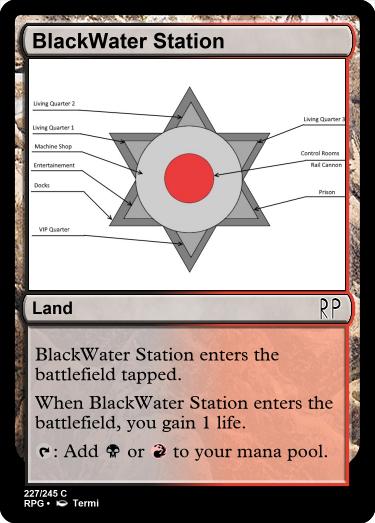 BlackWater Station
Living Quarter 2
Living Quarter 1
Machine Shop
Entertainement
Docks
VIP Quarter
Living Quarter 3
Control Rooms
Rail Cannon
Prison
Land
RP
BlackWater Station enters the
battlefield tapped.
When BlackWater Station enters the
battlefield, you gain 1 life.
: Add or to your mana pool.
227/245 C
RPG • Termi